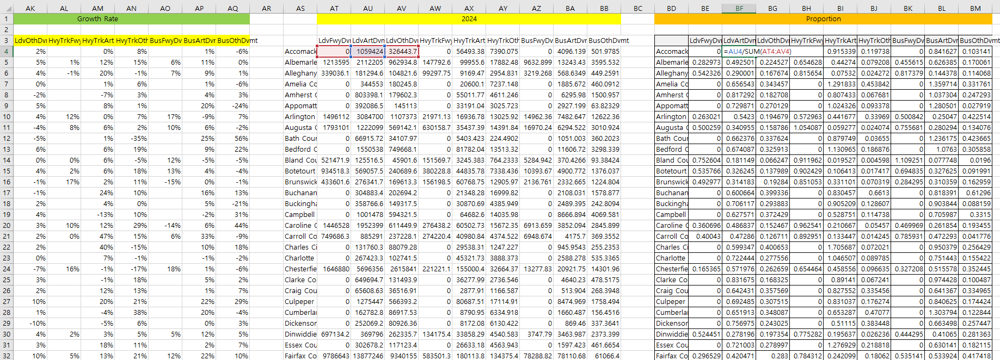 AK AL AM AN AO AP AQ AR AS AT AU AV AW AX AY AZ BA BB BC BD BE BF BG BH BI BJ BK BL BM
1 Growth Rate 2024 Proportion
2
3 LdvOthDvı HvyTrkFwy HvyTrkArt HvyTrkOth BusFwyDv BusArtDvr BusOthDvmt LdvFwyDvı LdvArtDvn LdvOthDvı HvyTrkFwy HvyTrkArt HvyTrkOth BusFwyDv BusArtDvr BusOthDvmt LdvFwyDvı LdvArtDvn LdvOthDvı HvyTrkFwy HvyTrkArt HvyTrkOth BusFwyDv BusArtDvr BusOthDvmt
4 2% 0% 8% 1% -6% Accomack 0 1059424 326443.7 0 56493.38 7390.075 0 4096.139 501.9785 Accomack 0 =AU4/SUM(AT4:AV4) 0.915339 0.119738 0 0.841627 0.103141
5 5% 1% 12% 15% 6% 11% 0% Albemarle 1213595 2112205 962934.8 147792.6 99955.6 17882.48 9632.899 13243.43 3595.532 Albemarle 0.282973 0.492501 0.224527 0.654628 0.44274 0.079208 0.455615 0.626385 0.170061
6 4% -1% 20% -1% 7% 9% 1% Alleghany 339036.1 181294.6 104821.6 99297.75 9169.47 2954.831 3219.268 568.6349 449.2591 Alleghany 0.542326 0.290001 0.167674 0.815654 0.07532 0.024272 0.817379 0.144378 0.114068
7 0% 1% 6% 1% -6% Amelia Co 0 344553 180245.8 0 20600.1 7237.148 0 1885.672 460.0912 Amelia Co 0 0.656543 0.343457 0 1.291833 0.453842 0 1.359714 0.331761
8 -2% -7% 3% 4% 3% Amherst C 0 803398.1 179602.3 0 55011.77 4611.246 0 6295.98 1500.957 Amherst C 0 0.817292 0.182708 0 0.807433 0.067681 0 1.037304 0.247293
9 5% 8% 1% 20% -24% Appomatt 0 392086.5 145113 0 33191.04 3025.723 0 2927.199 63.82329 Appomatt 0 0.729871 0.270129 0 1.024326 0.093378 0 1.280501 0.027919
10 4% 12% 0% 7% 17% -9% 7% Arlington 1496112 3084700 1107373 21971.13 16936.78 13025.92 14962.36 7482.647 12622.36 Arlington 0.263021 0.5423 0.194679 0.572963 0.441677 0.33969 0.500842 0.25047 0.422514
11 -4% 8% 6% 2% 10% 6% -2% Augusta C 1793101 1222099 569142.1 630158.7 35437.39 14391.84 16970.24 6294.522 3010.924 Augusta C 0.500259 0.340955 0.158786 1.054087 0.059277 0.024074 0.755681 0.280294 0.134076
12 -5% 1% -35% 25% 56% Bath Cour 0 66915.72 34107.97 0 5403.423 224.4902 0 1051.003 360.2023 Bath Cour 0 0.662376 0.337624 0 0.879749 0.03655 0 1.236175 0.423665
13 6% 6% 19% 9% 22% Bedford C 0 1550538 749668.1 0 81782.04 13513.32 0 11606.72 3298.339 Bedford C 0 0.674087 0.325913 0 1.130965 0.186876 0 1.0763 0.305858
14 0% 0% 6% -5% 12% -5% -5% Bland Cou 521471.9 125516.5 45901.6 151569.7 3245.383 764.2333 5284.942 370.4266 93.38424 Bland Cou 0.752604 0.181149 0.066247 0.911962 0.019527 0.004598 1.109251 0.077748 0.0196
15 4% 2% 6% 18% 13% 4% -4% Botetourt 934518.3 569057.5 240689.6 380228.8 44835.78 7338.436 10393.67 4900.772 1376.037 Botetourt 0.535766 0.326245 0.137989 0.902429 0.106413 0.017417 0.694835 0.327625 0.091991
16 -1% 17% 2% 11% -15% 0% -1% Brunswick 433601.6 276341.7 169613.3 156198.5 60768.75 12905.97 2136.761 2332.665 1224.804 Brunswick 0.492977 0.314183 0.19284 0.851053 0.331101 0.070319 0.284295 0.310359 0.162959
17 -1% 24% 10% 16% 13% Buchanan 0 304883.4 202694.2 0 21348.28 16999.82 0 2108.031 1578.877 Buchanan 0 0.600664 0.399336 0 0.830457 0.6613 0 0.818391 0.61296
18 2% 4% 0% 5% -21% Buckingha 0 358766.6 149317.5 0 30870.69 4385.949 0 2489.395 242.8094 Buckingha 0 0.706117 0.293883 0 0.905209 0.128607 0 0.903844 0.088159
19 4% -13% 10% -2% 31% Campbell 0 1001478 594321.5 0 64682.6 14035.98 0 8666.894 4069.581 Campbell 0 0.627571 0.372429 0 0.528751 0.114738 0 0.705987 0.3315
20 3% 10% 12% 29% -14% 6% 44% Caroline C 1446528 1952399 611449.9 276438.2 60502.73 15672.35 6913.659 3852.094 2845.899 Caroline C 0.360696 0.486837 0.152467 0.962541 0.210667 0.05457 0.469969 0.261854 0.193455
21 2% 0% 47% 15% 6% 33% -9% Carroll Co 749686.3 885291 237228.1 274220.4 40980.84 4374.522 6948.674 4175.7 369.3552 Carroll Co 0.40043 0.47286 0.126711 0.892951 0.133447 0.014245 0.785931 0.472293 0.041776
22 2% 40% -15% 10% 18% Charles Ci 0 131760.3 88079.28 0 29538.31 1247.227 0 945.9543 255.2353 Charles Ci 0 0.599347 0.400653 0 1.705687 0.072021 0 0.950379 0.256429
23 0% 7% -1% -1% -2% Charlotte 0 267423.3 102741.5 0 45321.73 3888.373 0 2588.278 535.3365 Charlotte 0 0.722444 0.277556 0 1.046507 0.089785 0 0.751443 0.155422
24 -7% 16% -1% -17% 18% 1% -6% Chesterfie 1646880 5696356 2615841 221221.1 155000.4 32664.37 13277.83 20921.75 14301.96 Chesterfie 0.165365 0.571976 0.262659 0.654464 0.458556 0.096635 0.327208 0.515578 0.352445
25 3% -1% 18% 5% 2% Clarke Co 0 649694.7 131493.9 0 36277.99 2736.546 0 4640.23 478.5175 Clarke Co 0 0.831675 0.168325 0 0.89141 0.067241 0 0.974428 0.100487
26 2% 12% 13% 1% 7% Craig Cou 0 65608.63 36516.91 0 2877.91 1166.587 0 513.904 268.3948 Craig Cou 0 0.642431 0.357569 0 0.827552 0.335456 0 0.641367 0.334965
27 10% 20% 21% 22% 29% Culpeper 0 1275447 566393.2 0 80687.51 17114.91 0 8474.969 1758.494 Culpeper 0 0.692485 0.307515 0 0.831037 0.176274 0 0.840625 0.174424
28 1% -4% 38% 20% -4% Cumberlaı 0 162782.8 86917.53 0 8790.95 6334.918 0 1660.487 156.4516 Cumberlaı 0 0.651913 0.348087 0 0.653287 0.47077 0 1.303794 0.122844
29 -10% -5% 6% 0% 3% Dickenson 0 252069.2 80926.36 0 8172.08 6130.422 0 869.46 337.3641 Dickenson 0 0.756975 0.243025 0 0.51115 0.383448 0 0.663498 0.257447
30 4% 2% 3% 5% 5% 12% 5% Dinwiddie 697134.2 369796 262335.7 134175.4 33858.29 4540.583 3747.79 3463.987 2373.399 Dinwiddie 0.524451 0.278196 0.197354 0.775282 0.195637 0.026236 0.444295 0.41065 0.281363
31 3% 18% 11% 2% 7% Essex Cou 0 302678.2 117123.4 0 26633.18 4563.943 0 1597.423 461.6654 Essex Cou 0 0.721003 0.278997 0 1.276929 0.218818 0 0.630141 0.182115
32 10% 5% 13% 21% 12% 22% 10% Fairfax Co 9786643 13877246 9340155 583501.3 180113.8 134375.4 78288.82 78110.68 61066.4 Fairfax Co 0.296529 0.420471 0.283 0.784312 0.242099 0.18062 0.535141 0.533924 0.417418